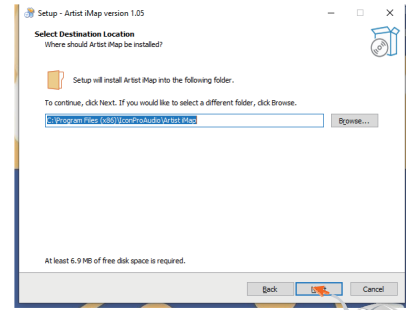 Setup - Artist iMap version 1.05
Select Destination Location
Where should Artist iMap be installed?
Setup will install Artist iMap into the following folder.
To continue, click Next. If you would like to select a different folder, click Browse.
C:\Program Files (x86)\IconProAudio\Artist iMap
Browse...
At least 6.9 MB of free disk space is required.
Back
Cancel